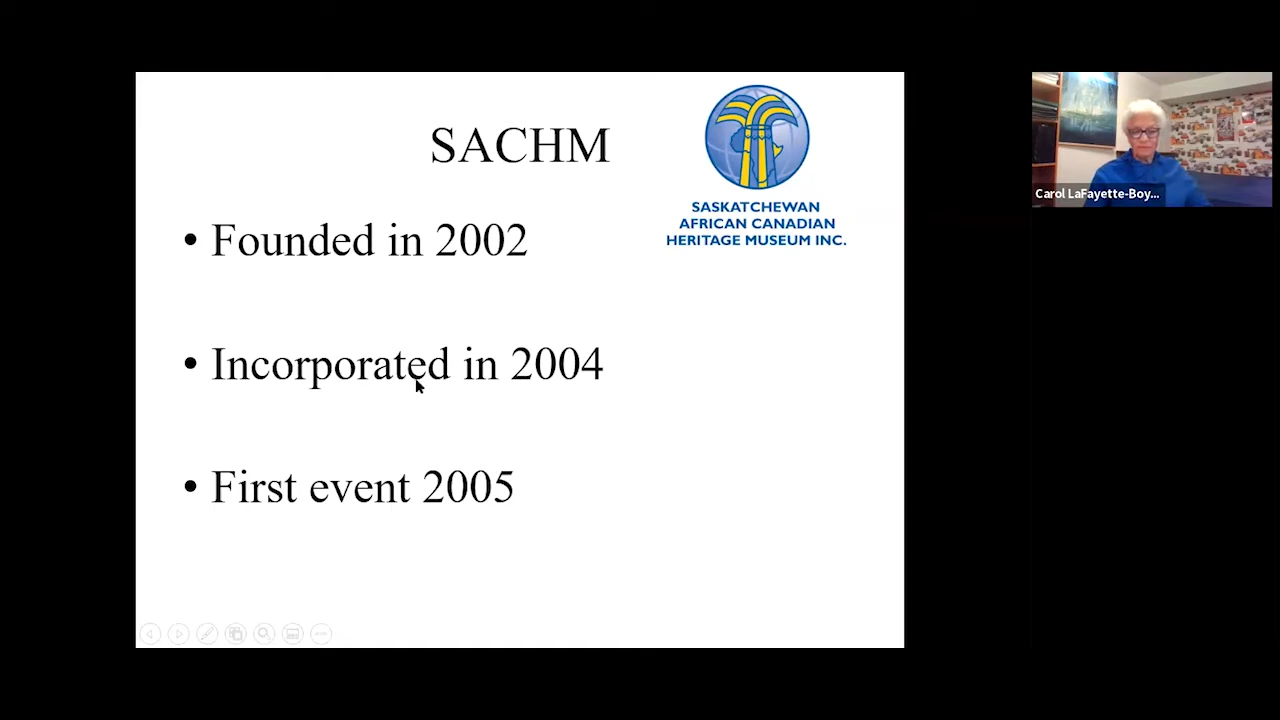 SACHM
SASKATCHEWAN
AFRICAN CANADIAN
HERITAGE MUSEUM INC.
• Founded in 2002
• Incorporated in 2004
• First event 2005
Carol LaFayette-Boy...